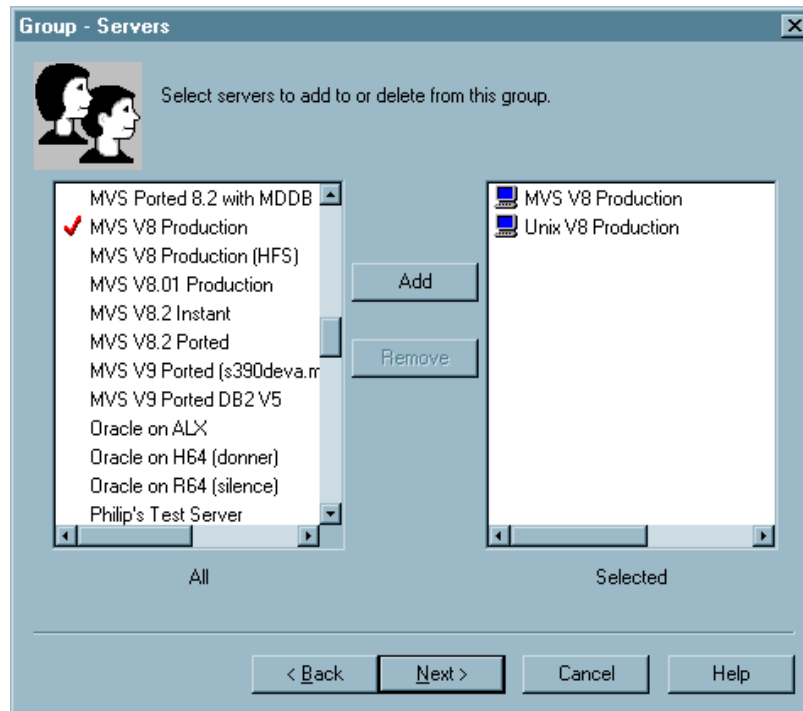 Group - Servers
Select servers to add to or delete from this group.
MVS Ported 8.2 with MDDB
MVS V8 Production
MVS V8 Production (HFS)
MVS V8.01 Production
MVS V8.2 Instant
MVS V8.2 Ported
MVS V9 Ported (s390deva.m
MVS V9 Ported DB2 V5
Oracle on ALX
Oracle on H64 (donner)
Oracle on R64 (silence)
Philip's Test Server
All
Add
Remove
MVS V8 Production
Unix V8 Production
Selected
< Back
Next >
Cancel
Help